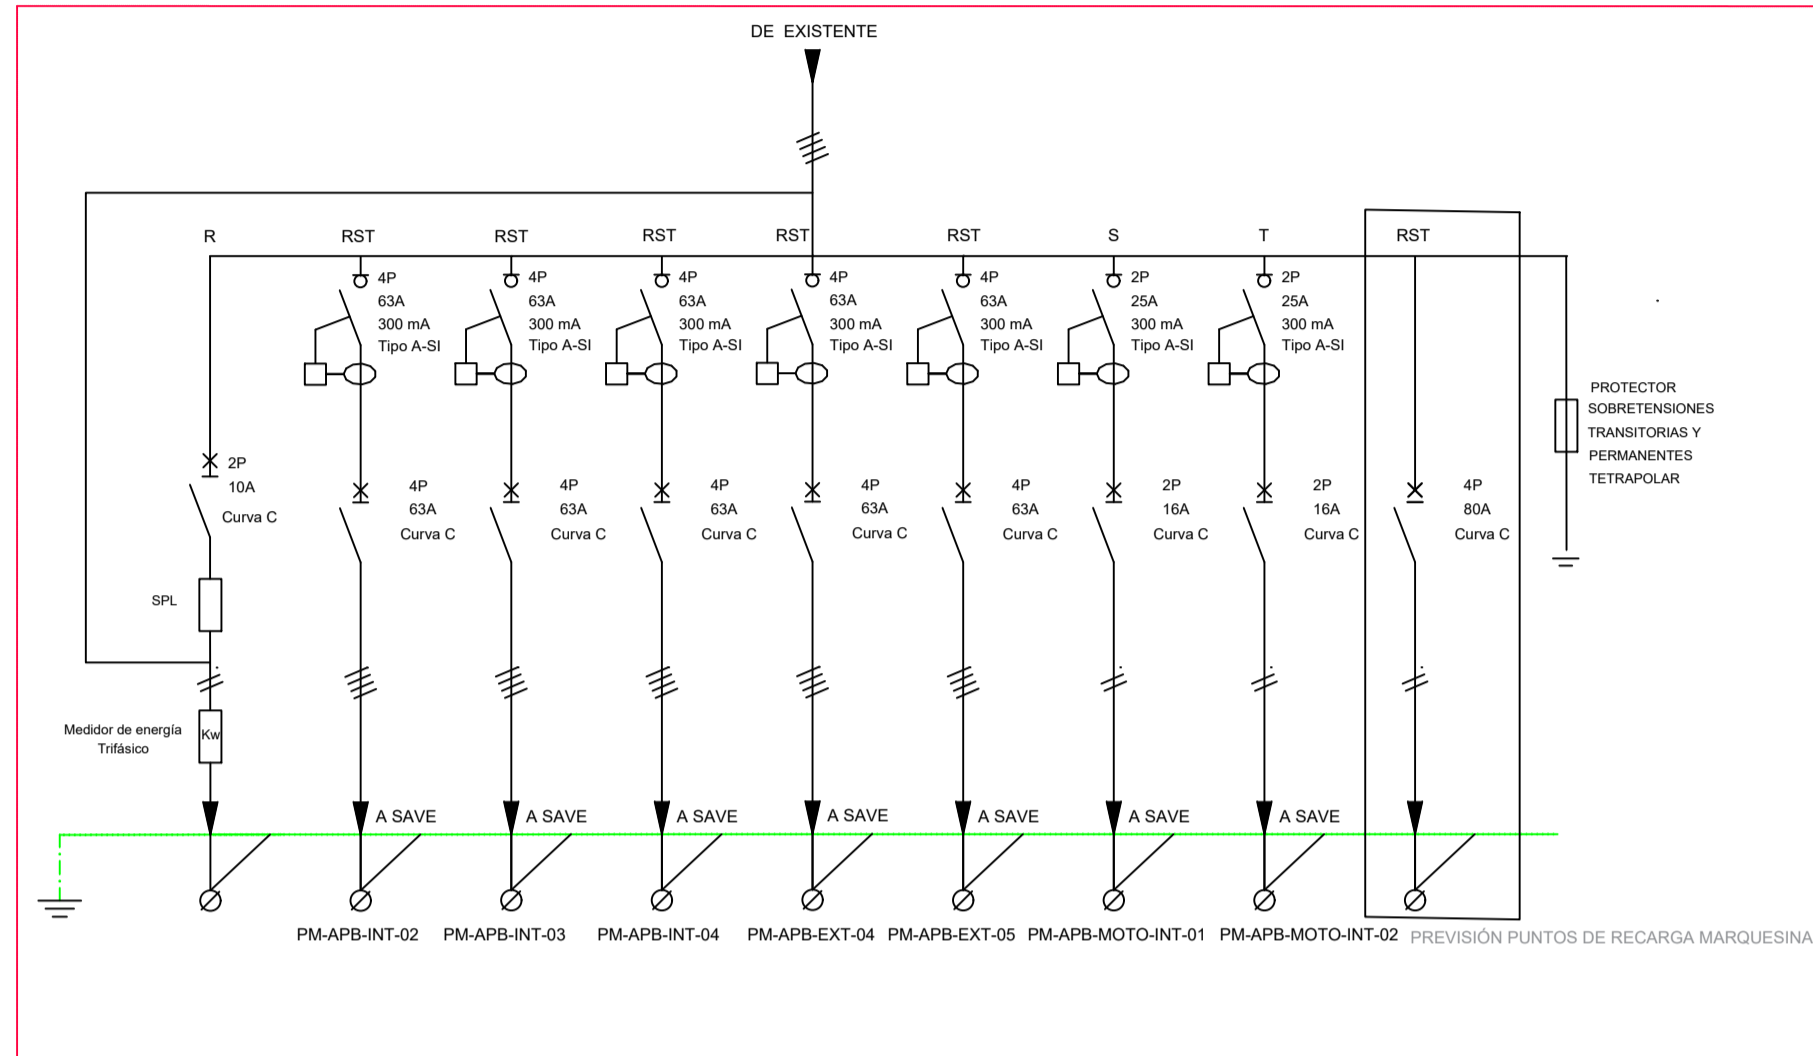 DE EXISTENTE
R
RST
RST
RST
RST
RST
S
T
RST
4P
63A
300 mA
Tipo A-SI
4P
63A
300 mA
Tipo A-SI
4P
63A
300 mA
Tipo A-SI
4P
63A
300 mA
Tipo A-SI
4P
63A
300 mA
Tipo A-SI
2P
25A
300 mA
Tipo A-SI
2P
25A
300 mA
Tipo A-SI
PROTECTOR
SOBRETENSIONES
TRANSITORIAS Y
PERMANENTES
TETRAPOLAR
2P
10A
Curva C
4P
63A
Curva C
4P
63A
Curva C
4P
63A
Curva C
4P
63A
Curva C
4P
63A
Curva C
2P
16A
Curva C
2P
16A
Curva C
4P
80A
Curva C
SPL
Medidor de energía
Trifásico
Kw
A SAVE
A SAVE
A SAVE
A SAVE
A SAVE
A SAVE
A SAVE
PM-APB-INT-02
PM-APB-INT-03
PM-APB-INT-04
PM-APB-EXT-04
PM-APB-EXT-05
PM-APB-MOTO-INT-01
PM-APB-MOTO-INT-02
PREVISIÓN PUNTOS DE RECARGA MARQUESINA